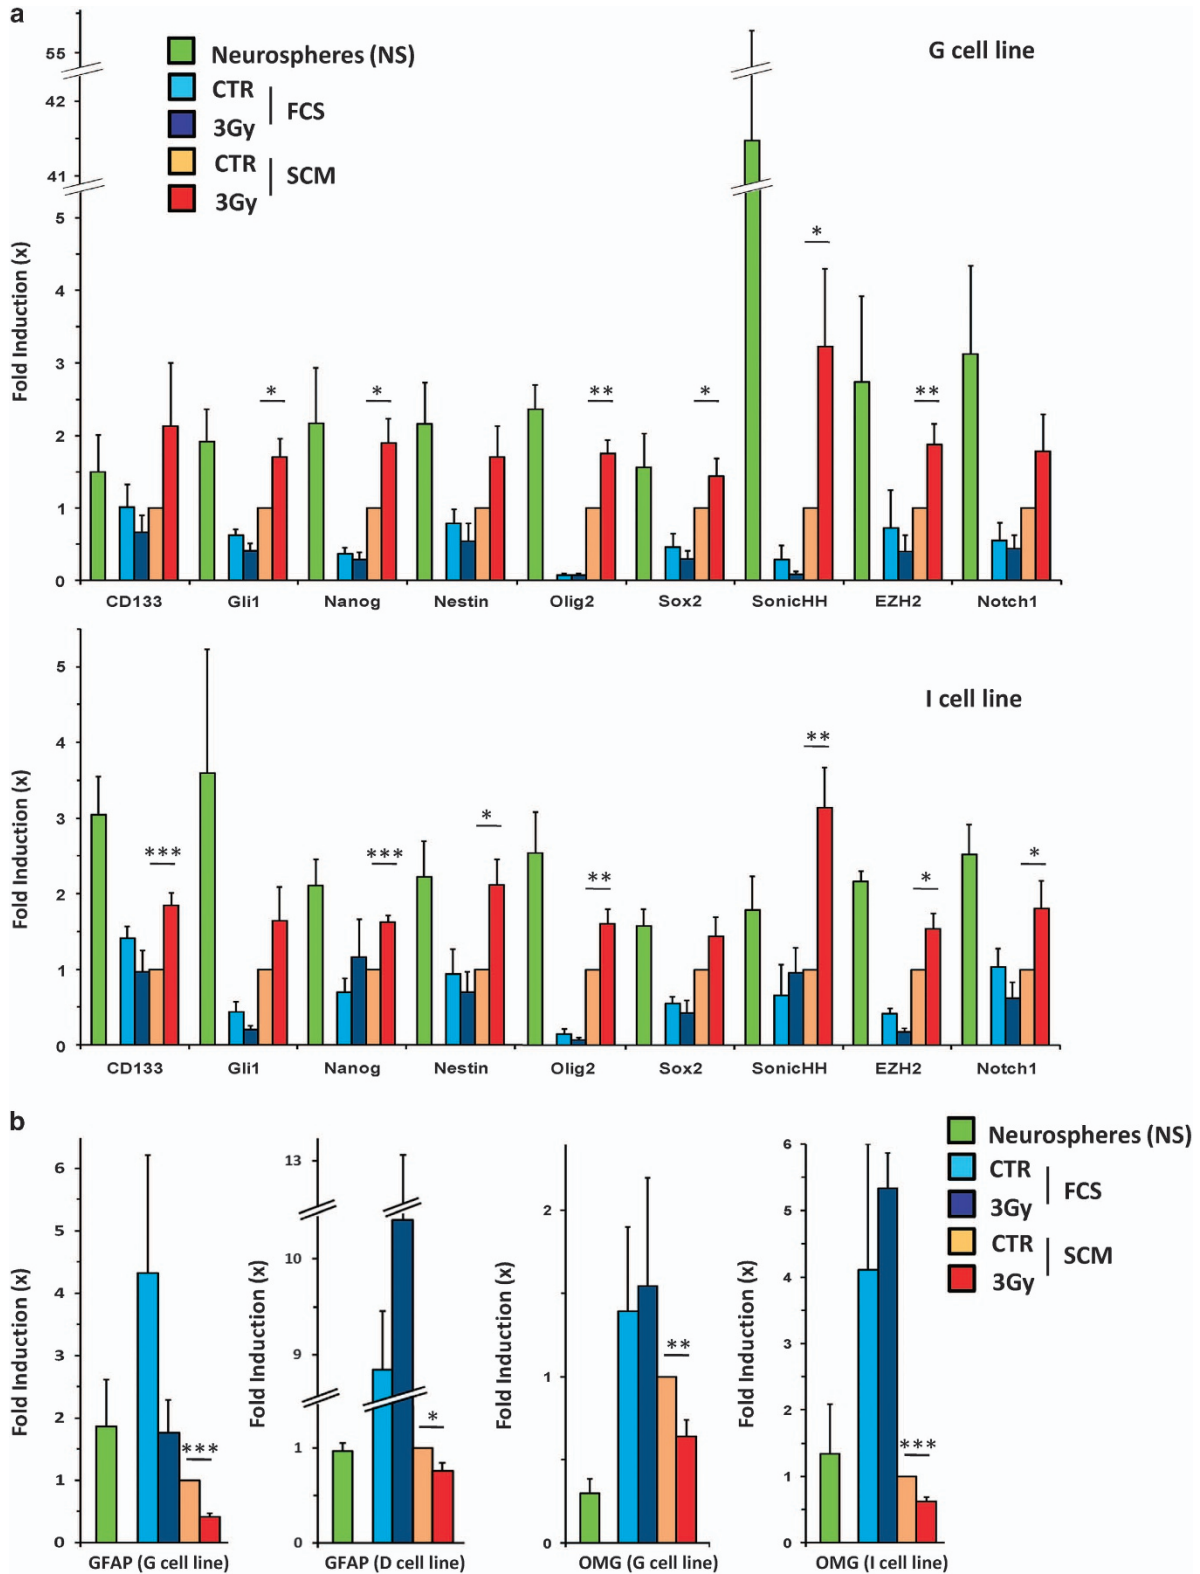 a
G cell line
Neurospheres (NS)
CTR
3Gy
FCS
CTR
3Gy
SCM
Fold Induction (x)
55
42
41
5
4
3
2
1
0
*
*
**
*
*
**
CD133 Gli1 Nanog Nestin Olig2 Sox2 SonicHH EZH2 Notch1
I cell line
Fold Induction (x)
5
4
3
2
1
0
***
***
*
**
**
*
*
CD133 Gli1 Nanog Nestin Olig2 Sox2 SonicHH EZH2 Notch1
b
Neurospheres (NS)
CTR
3Gy
FCS
CTR
3Gy
SCM
Fold Induction (x)
6
5
4
3
2
1
0
***
GFAP (G cell line)
Fold Induction (x)
13
10
9
1
0
*
GFAP (D cell line)
Fold Induction (x)
2
1
0
**
OMG (G cell line)
Fold Induction (x)
6
5
4
3
2
1
0
***
OMG (I cell line)